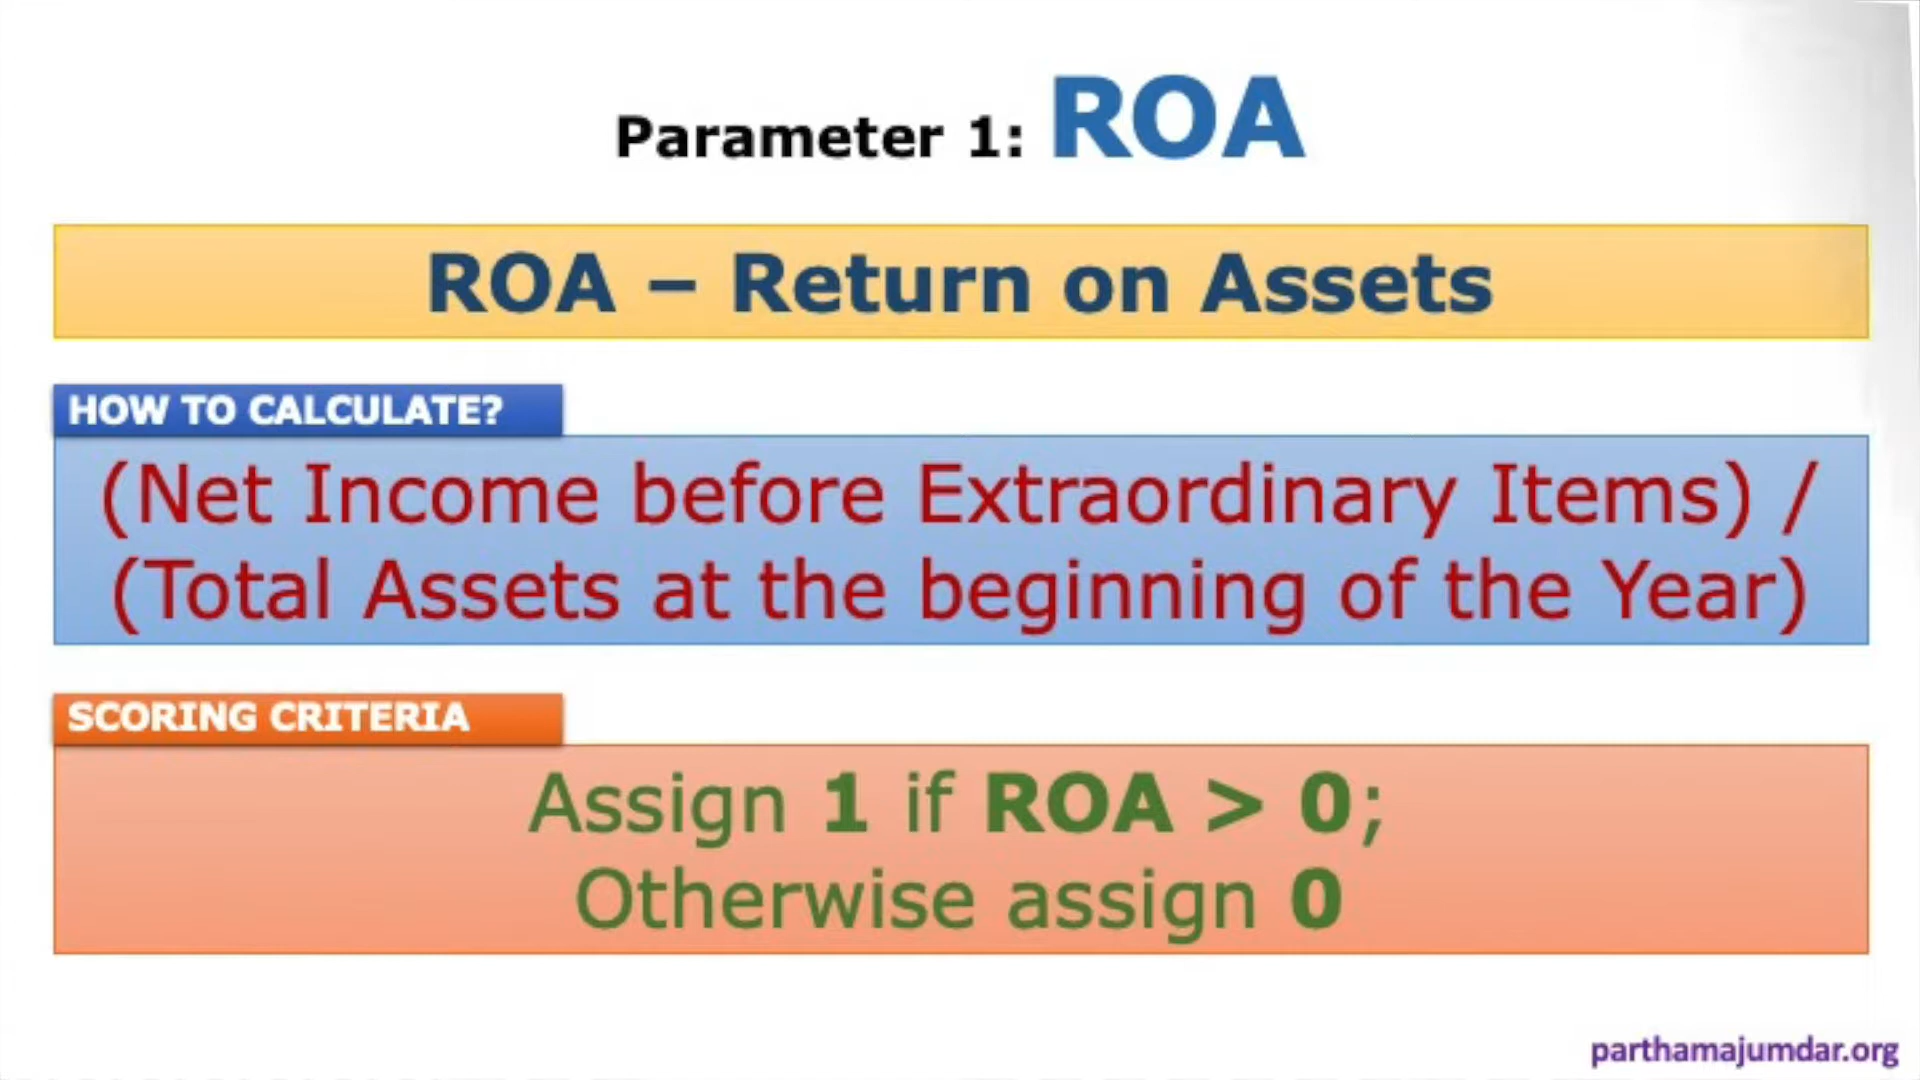 Parameter 1: ROA
ROA – Return on Assets
HOW TO CALCULATE?
(Net Income before Extraordinary Items) /
(Total Assets at the beginning of the Year)
SCORING CRITERIA
Assign 1 if ROA > 0;
Otherwise assign 0
parthamajumdar.org